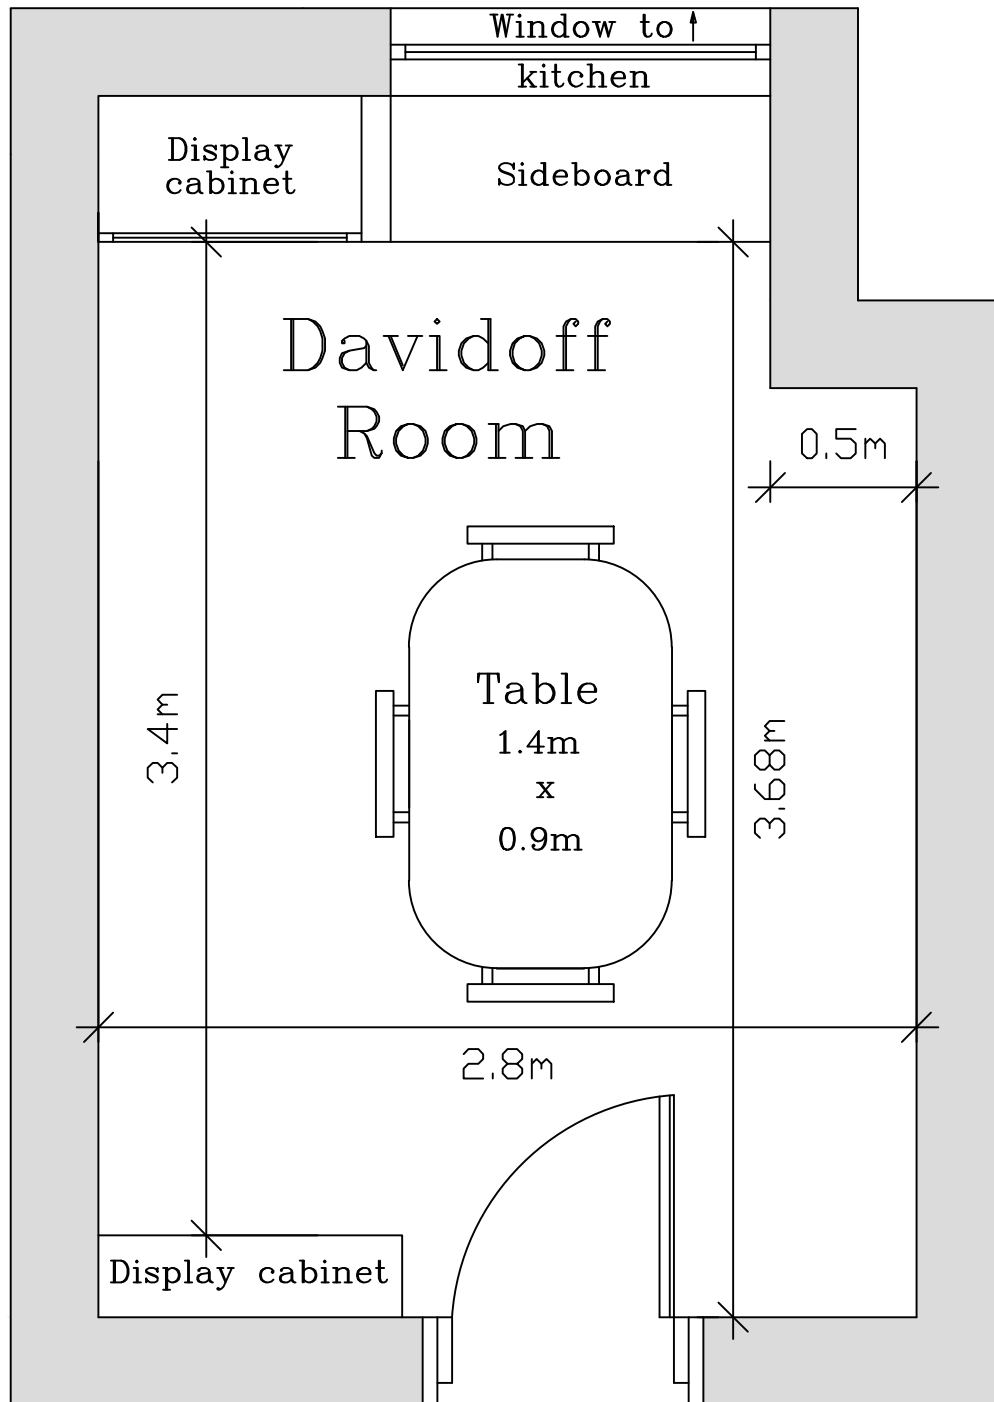 Window to
kitchen
Display
cabinet
Sideboard
Davidoff
Room
0.5m
Table
1.4m
x
0.9m
3.4m
3.68m
2.8m
Display cabinet